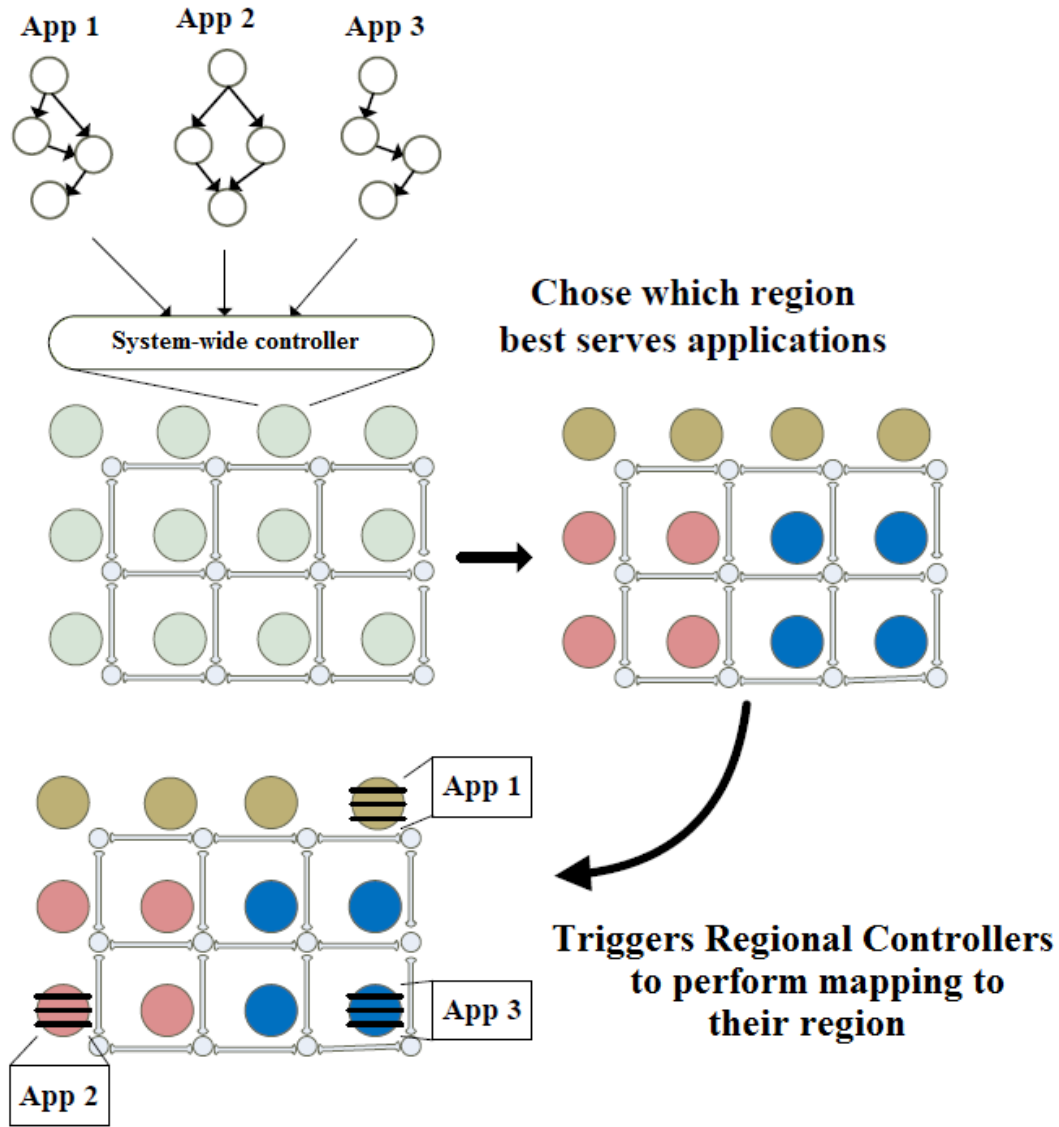 App 1
App 2
App 3
System-wide controller
Chose which region
best serves applications
App 1
App 3
App 2
Triggers Regional Controllers
to perform mapping to
their region